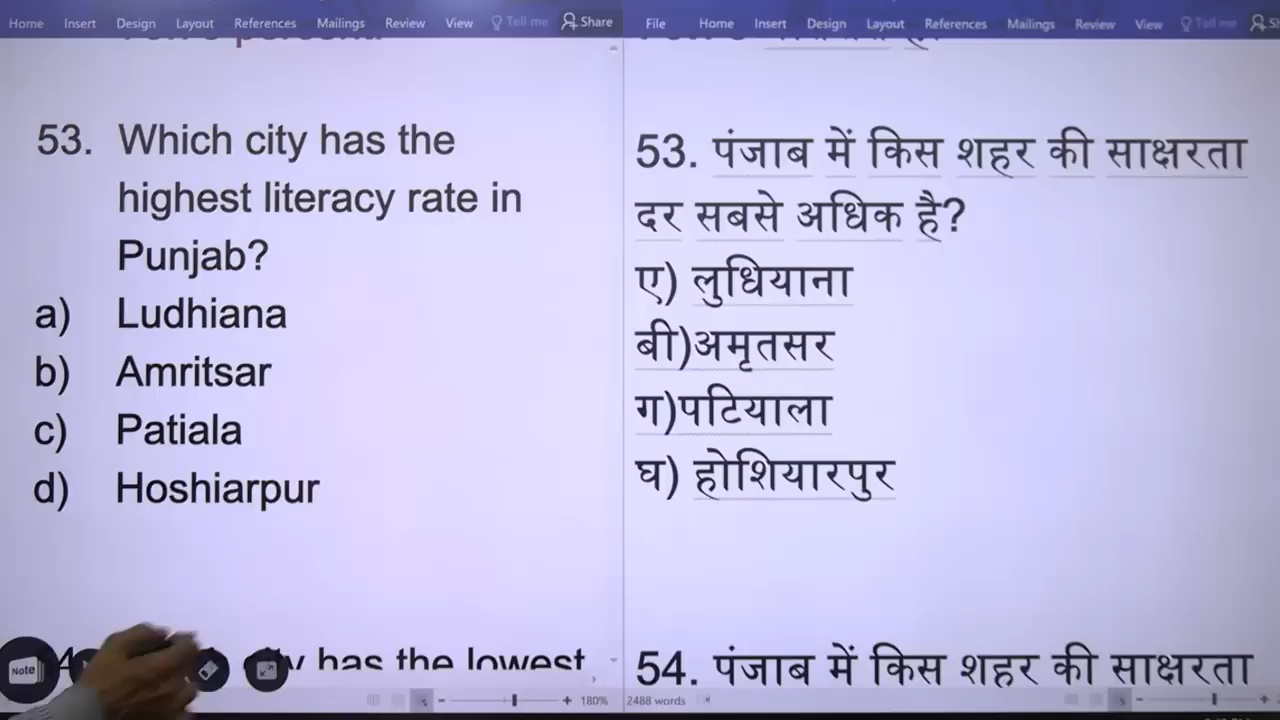 Home Insert Design Layout References Mailings Review View Tell me Share
53. Which city has the
highest literacy rate in
Punjab?
a) Ludhiana
b) Amritsar
c) Patiala
d) Hoshiarpur
city has the lowest
Note
180%
File Home Insert Design Layout References Mailings Review View Tell me
53. पंजाब में किस शहर की साक्षरता
दर सबसे अधिक है?
ए) लुधियाना
बी)अमृतसर
ग)पटियाला
घ) होशियारपुर
54. पंजाब में किस शहर की साक्षरता
2488 words